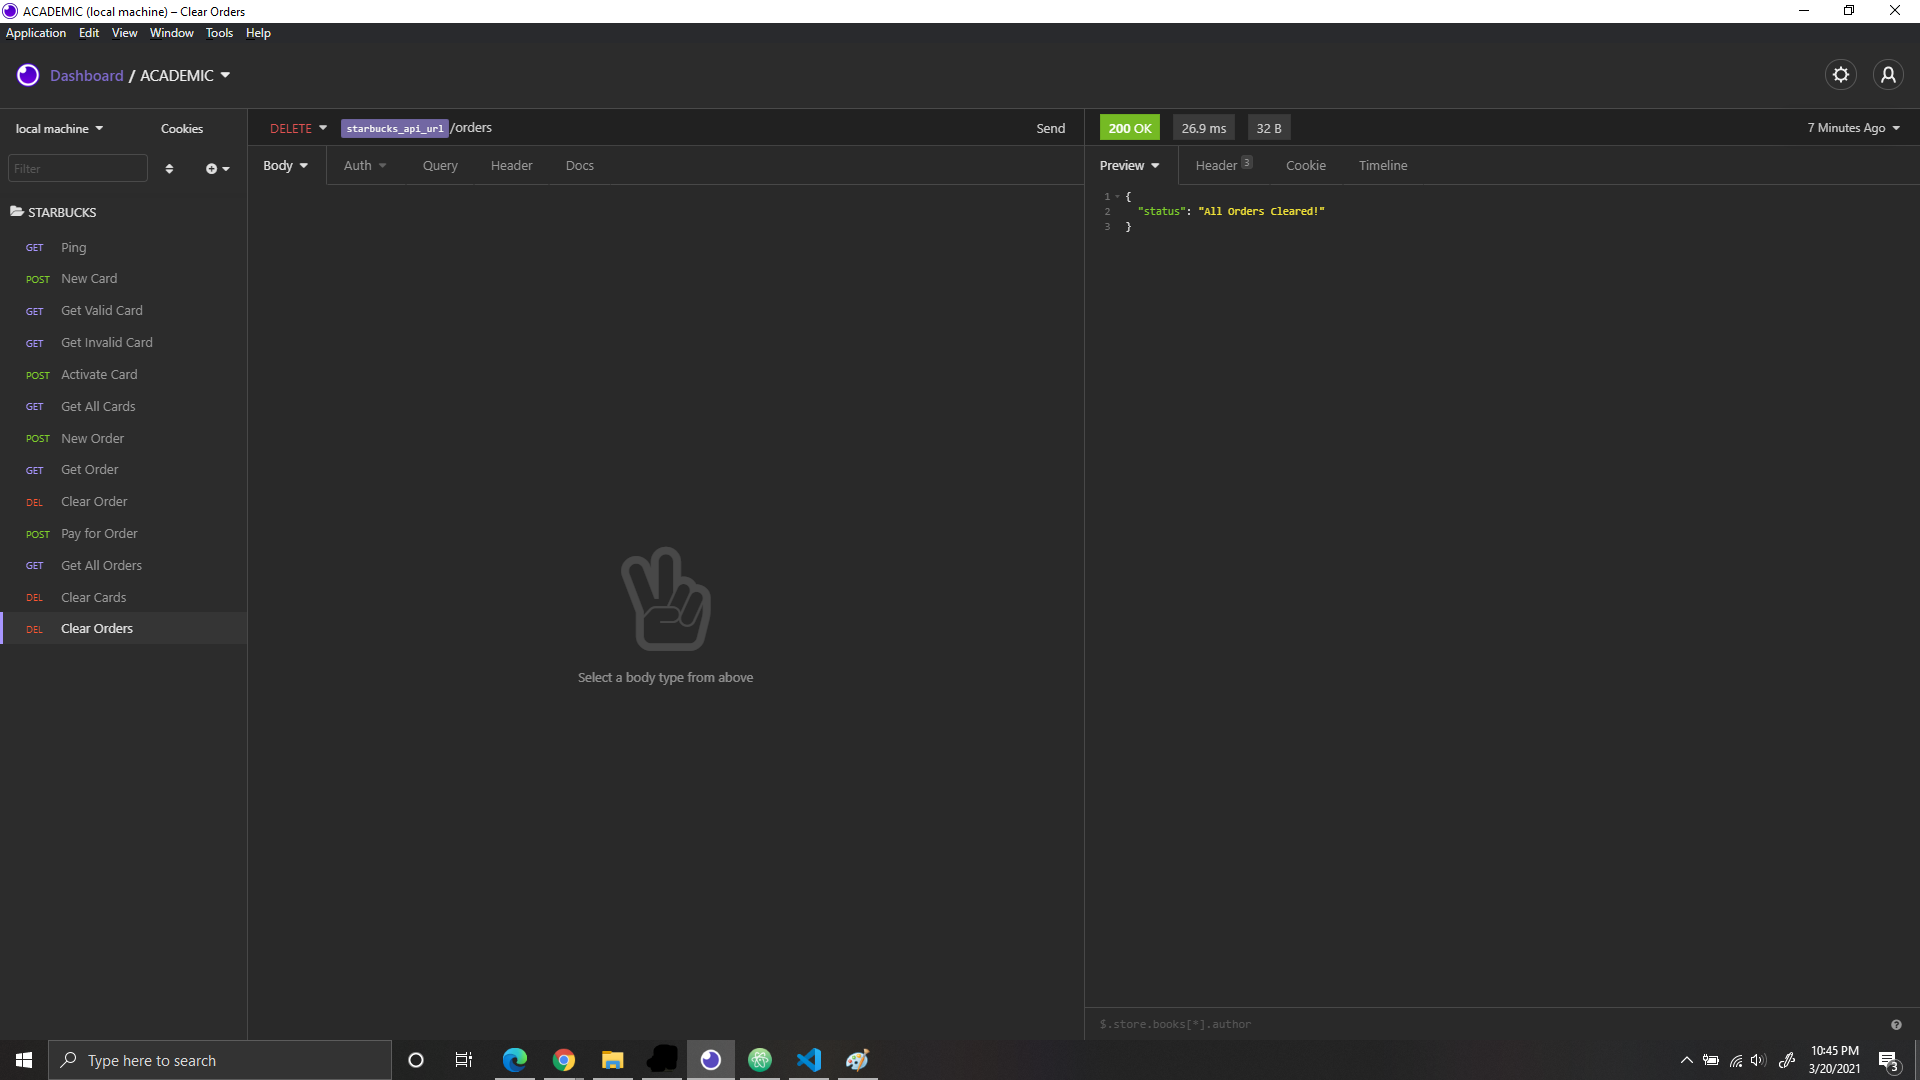 ACADEMIC (local machine) – Clear Orders
Application Edit View Window Tools Help
Dashboard / ACADEMIC
local machine Cookies
Filter
STARBUCKS
GET Ping
POST New Card
GET Get Valid Card
GET Get Invalid Card
POST Activate Card
GET Get All Cards
POST New Order
GET Get Order
DEL Clear Order
POST Pay for Order
GET Get All Orders
DEL Clear Cards
DEL Clear Orders
DELETE starbucks_api_url/orders Send
Body Auth Query Header Docs
Select a body type from above
200 OK 26.9 ms 32 B 7 Minutes Ago
Preview Header 3 Cookie Timeline
1 {
2 "status": "All Orders Cleared!"
3 }
$.store.books[*].author
Type here to search
10:45 PM
3/20/2021
3